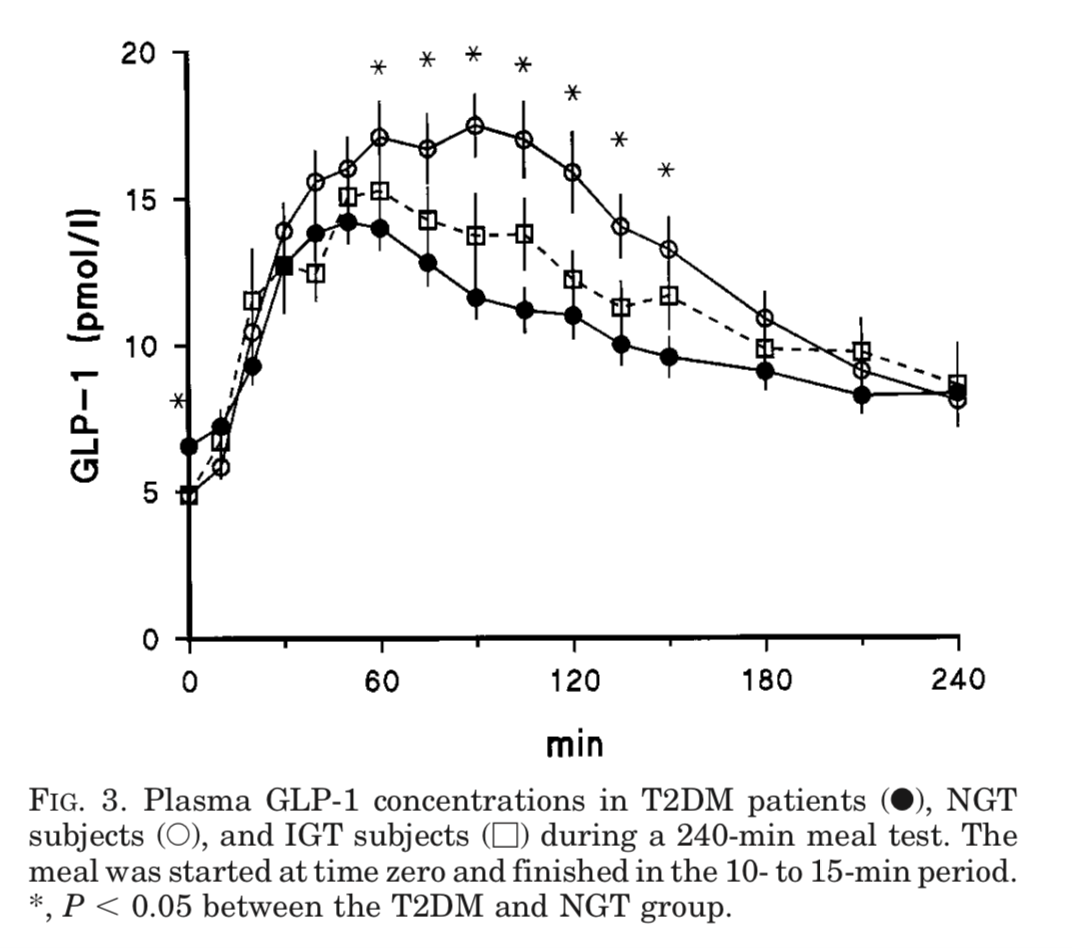 20
15
10
5
0
GLP-1 (pmol/l)
* * * * * * *
*
0 60 120 180 240
min
FIG. 3. Plasma GLP-1 concentrations in T2DM patients (●), NGT
subjects (○), and IGT subjects (□) during a 240-min meal test. The
meal was started at time zero and finished in the 10- to 15-min period.
*, P < 0.05 between the T2DM and NGT group.